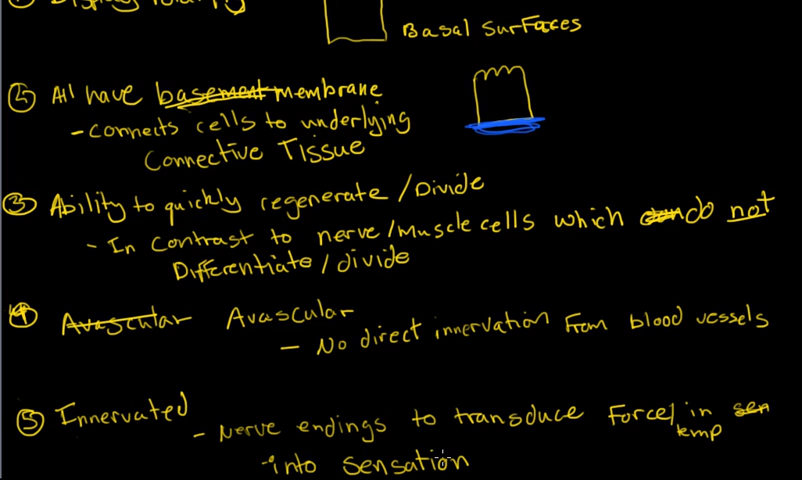 Display Polarity
Basal Surfaces
② All have basement membrane
- connects cells to underlying
Connective Tissue
③ Ability to quickly regenerate / Divide
- In contrast to nerve/Muscle cells which do not
Differentiate / divide
④ Avascular Avascular
- No direct innervation from blood vessels
⑤ Innervated
- Nerve endings to transduce Force/ in sen
temp
into Sensation